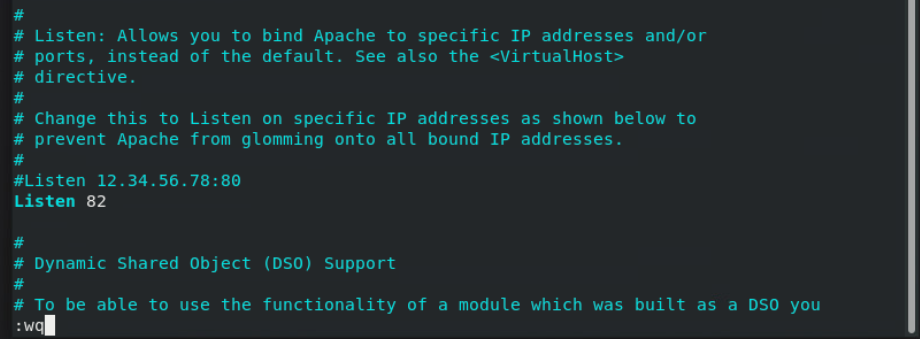 #
# Listen: Allows you to bind Apache to specific IP addresses and/or
# ports, instead of the default. See also the <VirtualHost>
# directive.
#
# Change this to Listen on specific IP addresses as shown below to
# prevent Apache from glomming onto all bound IP addresses.
#
#Listen 12.34.56.78:80
Listen 82
#
# Dynamic Shared Object (DSO) Support
#
# To be able to use the functionality of a module which was built as a DSO you
:wq